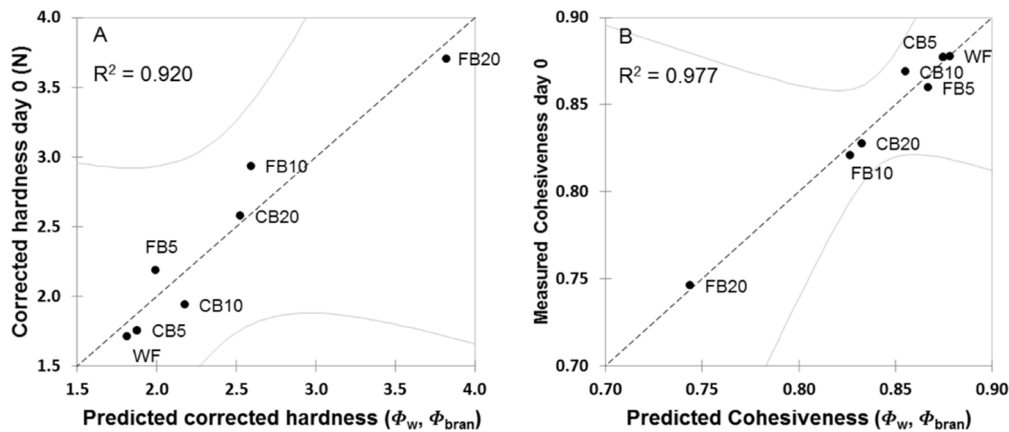 A
R² = 0.920
Corrected hardness day 0 (N)
4.0
3.5
3.0
2.5
2.0
1.5
FB20
FB10
CB20
FB5
CB10
CB5
WF
1.5 2.0 2.5 3.0 3.5 4.0
Predicted corrected hardness (Φw, Φbran)
B
R² = 0.977
Measured Cohesiveness day 0
0.90
0.85
0.80
0.75
0.70
CB5
WF
CB10
FB5
CB20
FB10
FB20
0.70 0.75 0.80 0.85 0.90
Predicted Cohesiveness (Φw, Φbran)